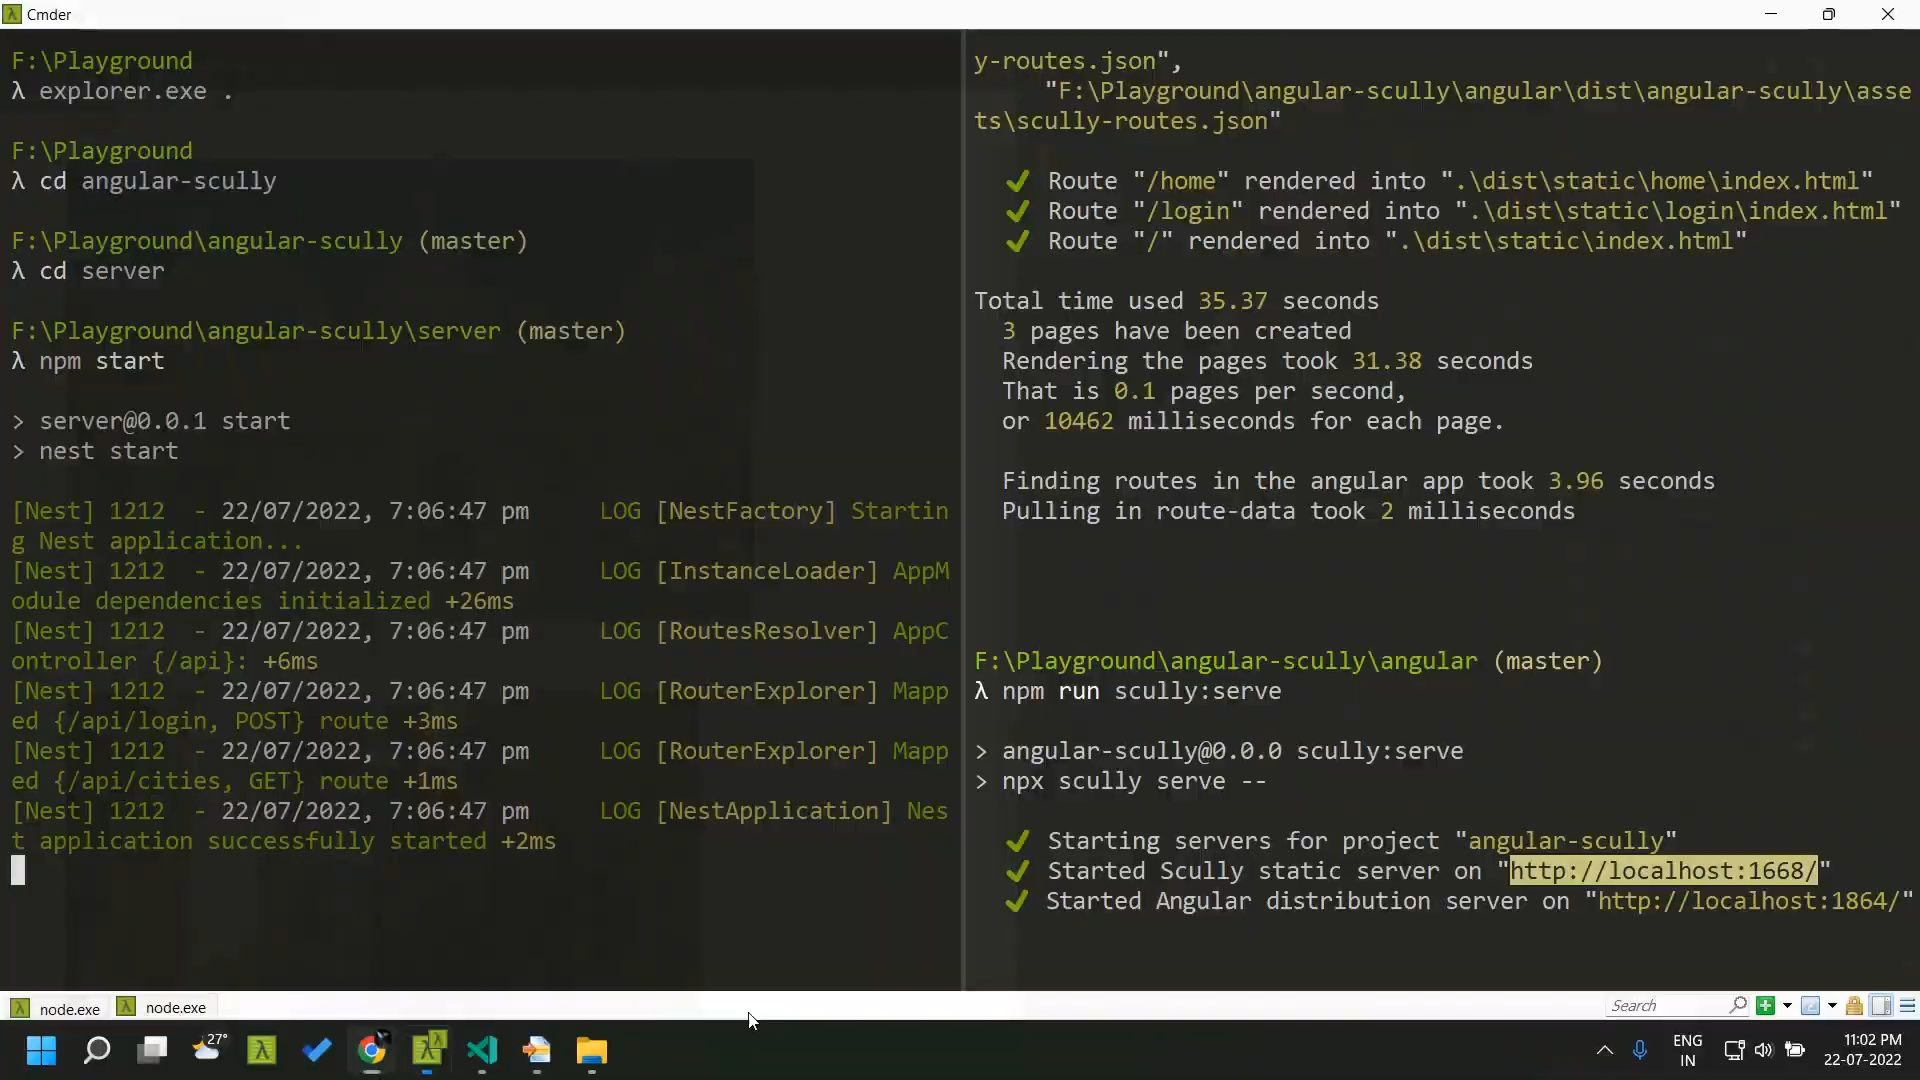 Cmder
F:\Playground
λ explorer.exe .
F:\Playground
λ cd angular-scully
F:\Playground\angular-scully (master)
λ cd server
F:\Playground\angular-scully\server (master)
λ npm start
> server@0.0.1 start
> nest start
[Nest] 1212  - 22/07/2022, 7:06:47 pm     LOG [NestFactory] Startin
g Nest application...
[Nest] 1212  - 22/07/2022, 7:06:47 pm     LOG [InstanceLoader] AppM
odule dependencies initialized +26ms
[Nest] 1212  - 22/07/2022, 7:06:47 pm     LOG [RoutesResolver] AppC
ontroller {/api}: +6ms
[Nest] 1212  - 22/07/2022, 7:06:47 pm     LOG [RouterExplorer] Mapp
ed {/api/login, POST} route +3ms
[Nest] 1212  - 22/07/2022, 7:06:47 pm     LOG [RouterExplorer] Mapp
ed {/api/cities, GET} route +1ms
[Nest] 1212  - 22/07/2022, 7:06:47 pm     LOG [NestApplication] Nes
t application successfully started +2ms
y-routes.json",
"F:\Playground\angular-scully\angular\dist\angular-scully\asse
ts\scully-routes.json"
✔ Route "/home" rendered into ".\dist\static\home\index.html"
✔ Route "/login" rendered into ".\dist\static\login\index.html"
✔ Route "/" rendered into ".\dist\static\index.html"
Total time used 35.37 seconds
3 pages have been created
Rendering the pages took 31.38 seconds
That is 0.1 pages per second,
or 10462 milliseconds for each page.
Finding routes in the angular app took 3.96 seconds
Pulling in route-data took 2 milliseconds
F:\Playground\angular-scully\angular (master)
λ npm run scully:serve
> angular-scully@0.0.0 scully:serve
> npx scully serve --
✔ Starting servers for project "angular-scully"
✔ Started Scully static server on "http://localhost:1668/"
✔ Started Angular distribution server on "http://localhost:1864/"
node.exe
node.exe
Search
27°
ENG
IN
11:02 PM
22-07-2022